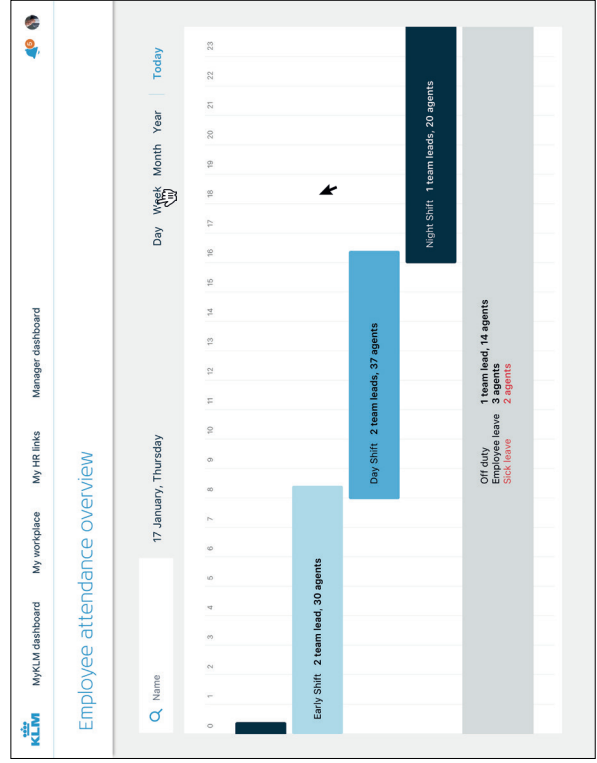 KLM
MyKLM dashboard
My workplace
My HR links
Manager dashboard
5
Employee attendance overview
Name
17 January, Thursday
Day
Week
Month
Year
Today
0 1 2 3 4 5 6 7 8 9 10 11 12 13 14 15 16 17 18 19 20 21 22 23
Early Shift 2 team lead, 30 agents
Day Shift 2 team leads, 37 agents
Night Shift 1 team leads, 20 agents
Off duty 1 team lead, 14 agents
Employee leave 3 agents
Sick leave 2 agents